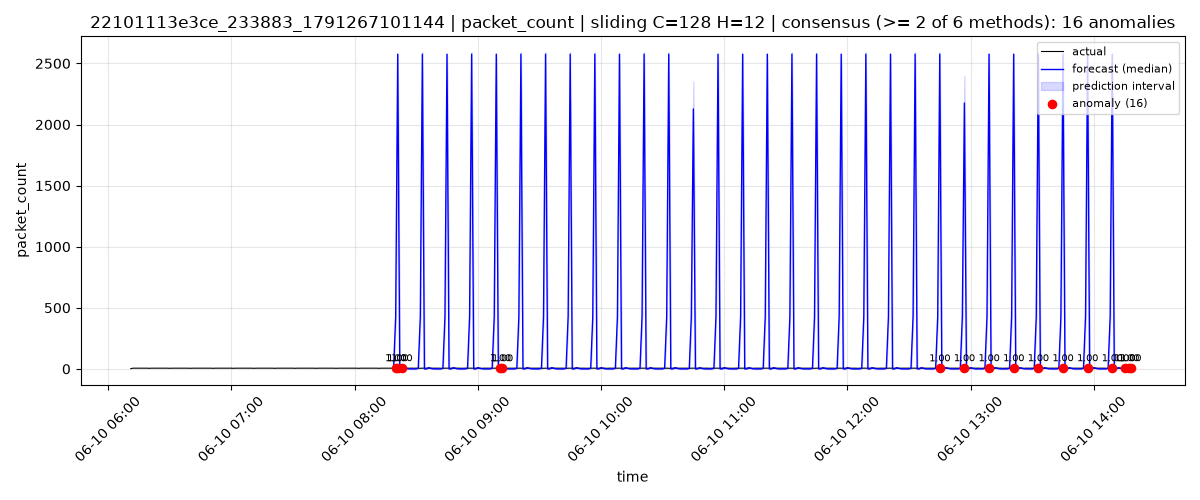 22101113e3ce_233883_1791267101144 | packet_count | sliding C=128 H=12 | consensus (>= 2 of 6 methods): 16 anomalies
actual
forecast (median)
prediction interval
anomaly (16)
packet_count
2500
2000
1500
1000
500
0
1.00 1.00 1.00 1.00 1.00 1.00 1.00 1.00
06-10 06:00
06-10 07:00
06-10 08:00
06-10 09:00
06-10 10:00
06-10 11:00
06-10 12:00
06-10 13:00
06-10 14:00
time